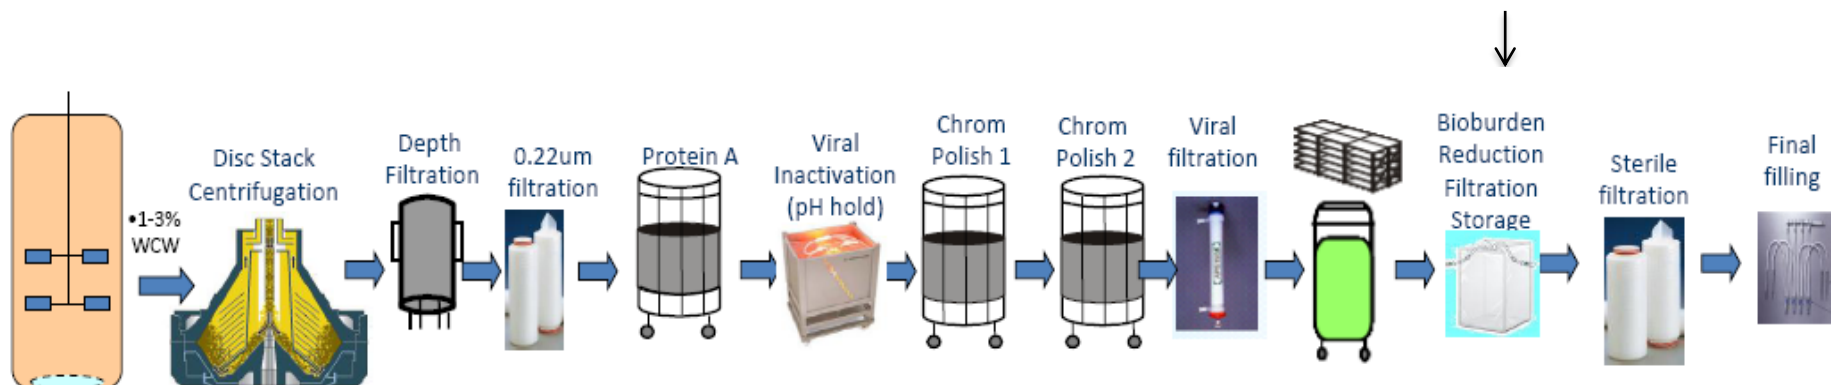 •1-3%
WCW
Disc Stack
Centrifugation
Depth
Filtration
0.22um
filtration
Protein A
Viral
Inactivation
(pH hold)
Chrom
Polish 1
Chrom
Polish 2
Viral
filtration
Bioburden
Reduction
Filtration
Storage
Sterile
filtration
Final
filling